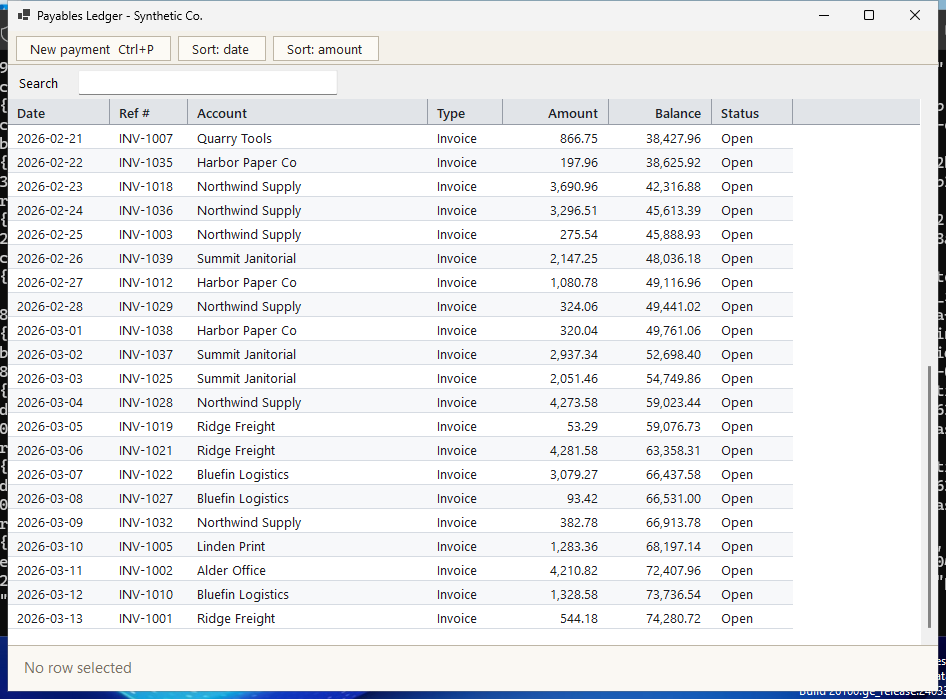 Payables Ledger - Synthetic Co.
New payment Ctrl+P Sort: date Sort: amount
Search
Date Ref # Account Type Amount Balance Status
2026-02-21 INV-1007 Quarry Tools Invoice 866.75 38,427.96 Open
2026-02-22 INV-1035 Harbor Paper Co Invoice 197.96 38,625.92 Open
2026-02-23 INV-1018 Northwind Supply Invoice 3,690.96 42,316.88 Open
2026-02-24 INV-1036 Northwind Supply Invoice 3,296.51 45,613.39 Open
2026-02-25 INV-1003 Northwind Supply Invoice 275.54 45,888.93 Open
2026-02-26 INV-1039 Summit Janitorial Invoice 2,147.25 48,036.18 Open
2026-02-27 INV-1012 Harbor Paper Co Invoice 1,080.78 49,116.96 Open
2026-02-28 INV-1029 Northwind Supply Invoice 324.06 49,441.02 Open
2026-03-01 INV-1038 Harbor Paper Co Invoice 320.04 49,761.06 Open
2026-03-02 INV-1037 Summit Janitorial Invoice 2,937.34 52,698.40 Open
2026-03-03 INV-1025 Summit Janitorial Invoice 2,051.46 54,749.86 Open
2026-03-04 INV-1028 Northwind Supply Invoice 4,273.58 59,023.44 Open
2026-03-05 INV-1019 Ridge Freight Invoice 53.29 59,076.73 Open
2026-03-06 INV-1021 Ridge Freight Invoice 4,281.58 63,358.31 Open
2026-03-07 INV-1022 Bluefin Logistics Invoice 3,079.27 66,437.58 Open
2026-03-08 INV-1027 Bluefin Logistics Invoice 93.42 66,531.00 Open
2026-03-09 INV-1032 Northwind Supply Invoice 382.78 66,913.78 Open
2026-03-10 INV-1005 Linden Print Invoice 1,283.36 68,197.14 Open
2026-03-11 INV-1002 Alder Office Invoice 4,210.82 72,407.96 Open
2026-03-12 INV-1010 Bluefin Logistics Invoice 1,328.58 73,736.54 Open
2026-03-13 INV-1001 Ridge Freight Invoice 544.18 74,280.72 Open
No row selected